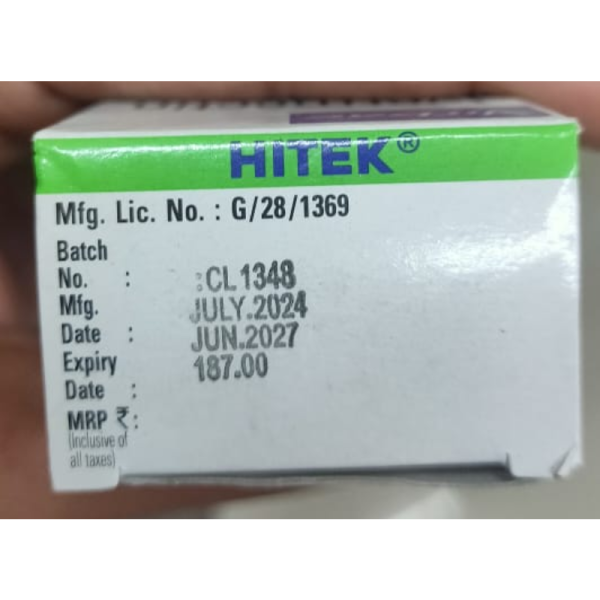 HITEK®
Mfg. Lic. No. : G/28/1369
Batch
No. : :CL1348
Mfg. JULY.2024
Date : JUN.2027
Expiry 187.00
Date :
MRP ₹:
(Inclusive of
all taxes)